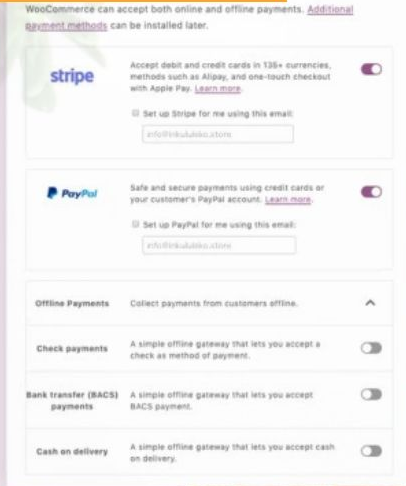 WooCommerce can accept both online and offline payments. Additional
payment methods can be installed later.
stripe
Accept debit and credit cards in 135+ currencies,
methods such as Alipay, and one-touch checkout
with Apple Pay. Learn more.
Set up Stripe for me using this email:
PayPal
Safe and secure payments using credit cards or
your customer's PayPal account. Learn more.
Set up PayPal for me using this email:
Offline Payments
Collect payments from customers offline.
Check payments
A simple offline gateway that lets you accept a
check as method of payment.
Bank transfer (BACS)
payments
A simple offline gateway that lets you accept
BACS payment.
Cash on delivery
A simple offline gateway that lets you accept cash
on delivery.